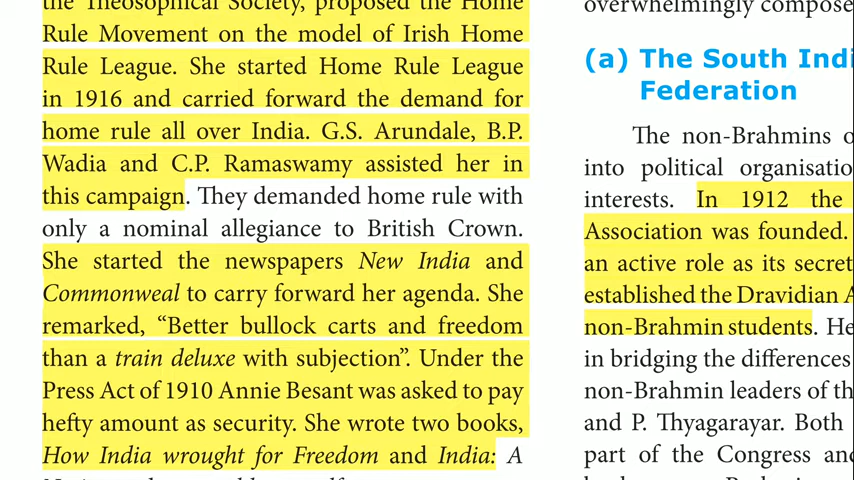 the Theosophical Society, proposed the Home
Rule Movement on the model of Irish Home
Rule League. She started Home Rule League
in 1916 and carried forward the demand for
home rule all over India. G.S. Arundale, B.P.
Wadia and C.P. Ramaswamy assisted her in
this campaign. They demanded home rule with
only a nominal allegiance to British Crown.
She started the newspapers New India and
Commonweal to carry forward her agenda. She
remarked, “Better bullock carts and freedom
than a train deluxe with subjection”. Under the
Press Act of 1910 Annie Besant was asked to pay
hefty amount as security. She wrote two books,
How India wrought for Freedom and India: A
overwhelmingly
(a) The South
Federation
The non-Brahmins
into political
interests. In 1912 the
Association was founded.
an active role as its
established the Dravidian
non-Brahmin students. He
in bridging the differences
non-Brahmin leaders of
and P. Thyagarayar. Both
part of the Congress